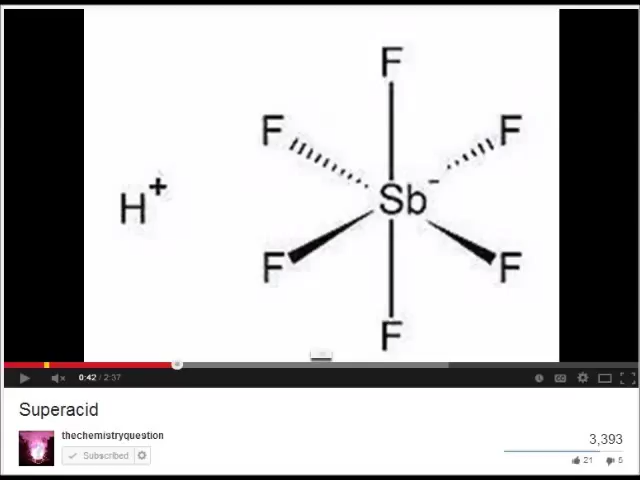 F
F F
H+ Sb-
F F
F
0:42 / 2:37
Superacid
thechemistryquestion
Subscribed
3,393
21 5